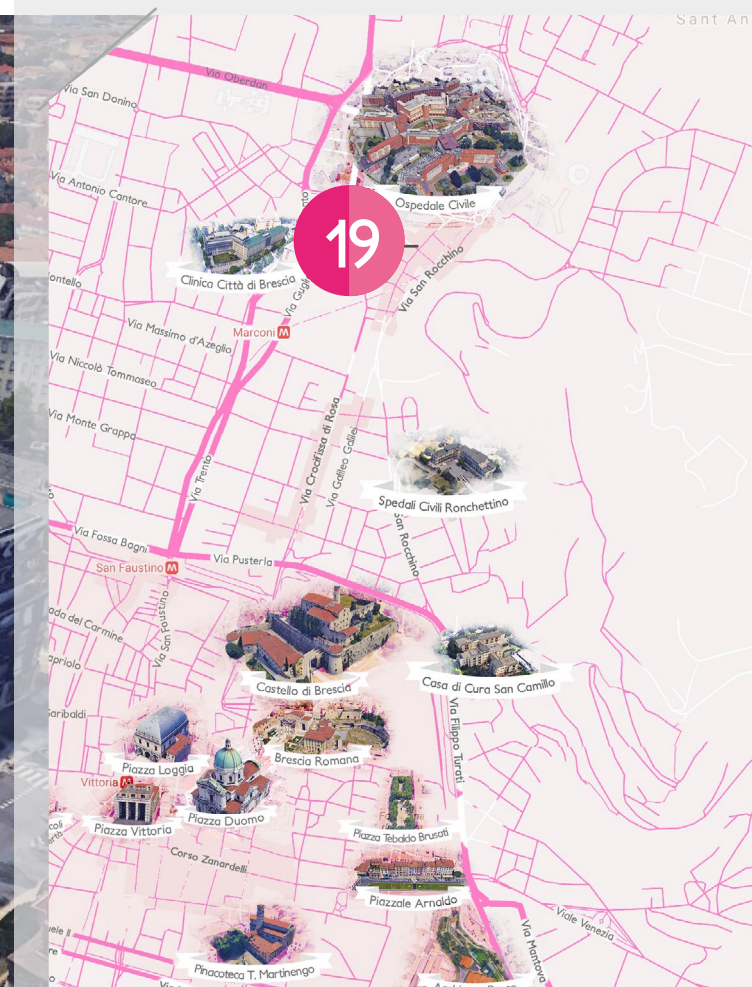 Sant An
Via Oberdan
Via San Donino
Via Antonio Cantore
Ospedale Civile
19
Clinica Città di Brescia
Via San Rocchino
ontello
Via Gugl
Via Massimo d'Azeglio
Marconi M
Via Niccolò Tommaseo
Via Monte Grappa
Via Crocifissa di Rosa
Via Galileo Galilei
Via Trento
Spedali Civili Ronchettino
San Rocchino
Via Fossa Bagni
Via Pusterla
San Faustino M
Via San Faustino
ada del Carmine
apriolo
Castello di Brescia
Casa di Cura San Camillo
Garibaldi
Via Filippo Turati
Piazza Loggia
Brescia Romana
Vittoria M
Piazza Vittoria
Piazza Duomo
Piazza Tebaldo Brusati
Corso Zanardelli
Piazzale Arnaldo
Viale Venezia
Via Mantova
ele II
Pinacoteca T. Martinengo